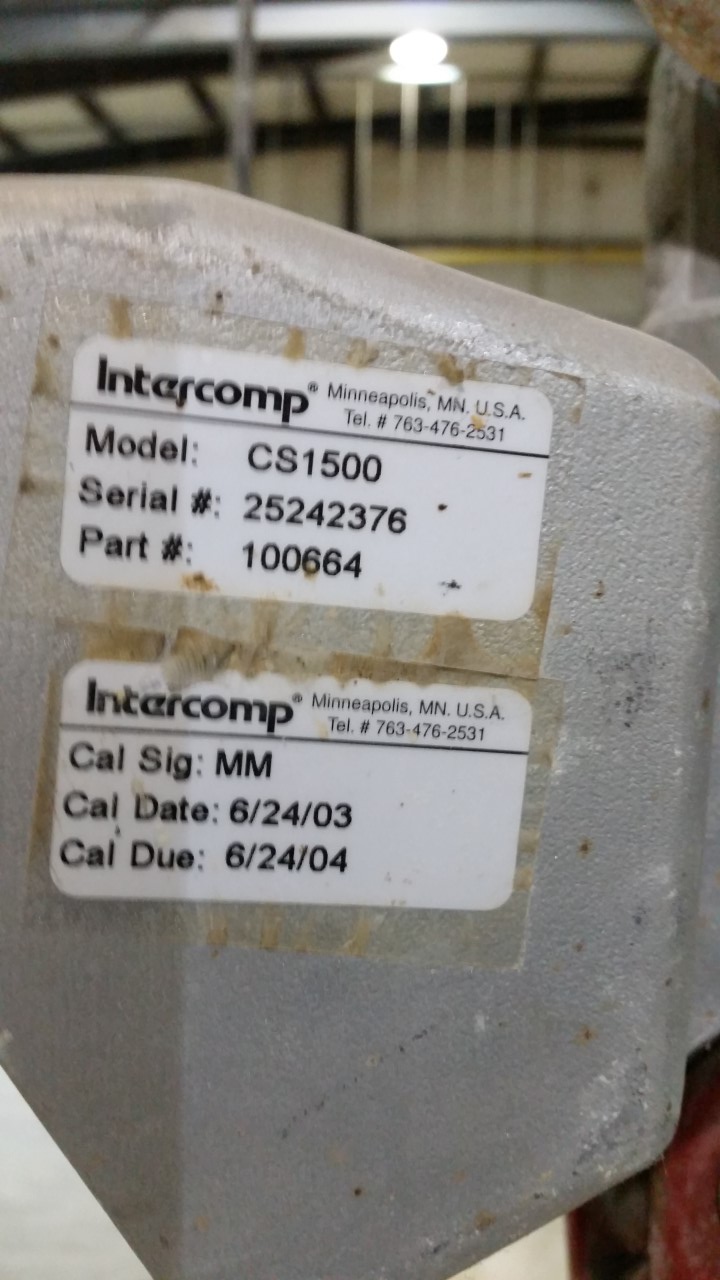 Intercomp® Minneapolis, MN. U.S.A.
Tel. # 763-476-2531
Model: CS1500
Serial #: 25242376
Part #: 100664
Intercomp® Minneapolis, MN. U.S.A.
Tel. # 763-476-2531
Cal Sig: MM
Cal Date: 6/24/03
Cal Due: 6/24/04